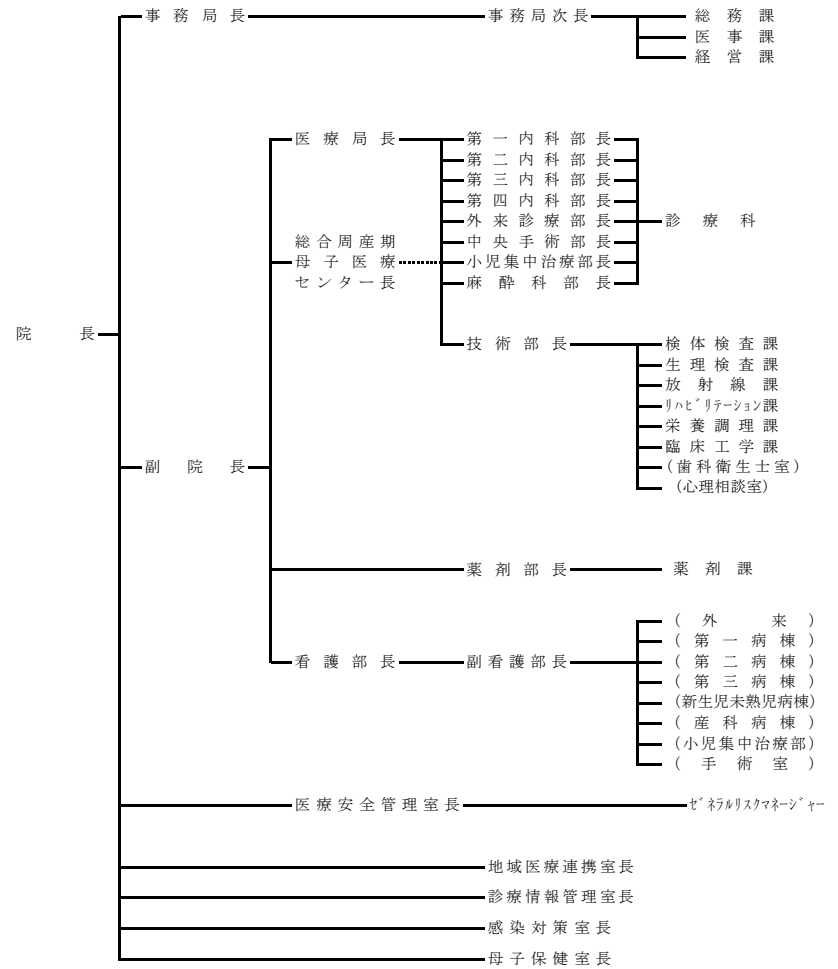 事務局長 事務局次長 総務課
医事課
経営課
医療局長 第一内科部長
第二内科部長
第三内科部長
第四内科部長
外来診療部長 診療科
総合周産期 中央手術部長
母子医療 小児集中治療部長
センター長 麻酔科部長
院長
技術部長 検体検査課
生理検査課
放射線課
ﾘﾊﾋﾞﾘﾃｰｼｮﾝ課
栄養調理課
臨床工学課
副院長 (歯科衛生士室)
(心理相談室)
薬剤部長 薬剤課
(外来)
(第一病棟)
看護部長 副看護部長 (第二病棟)
(第三病棟)
(新生児未熟児病棟)
(産科病棟)
(小児集中治療部)
(手術室)
医療安全管理室長 ｾﾞﾈﾗﾙﾘｽｸﾏﾈｰｼﾞｬｰ
地域医療連携室長
診療情報管理室長
感染対策室長
母子保健室長